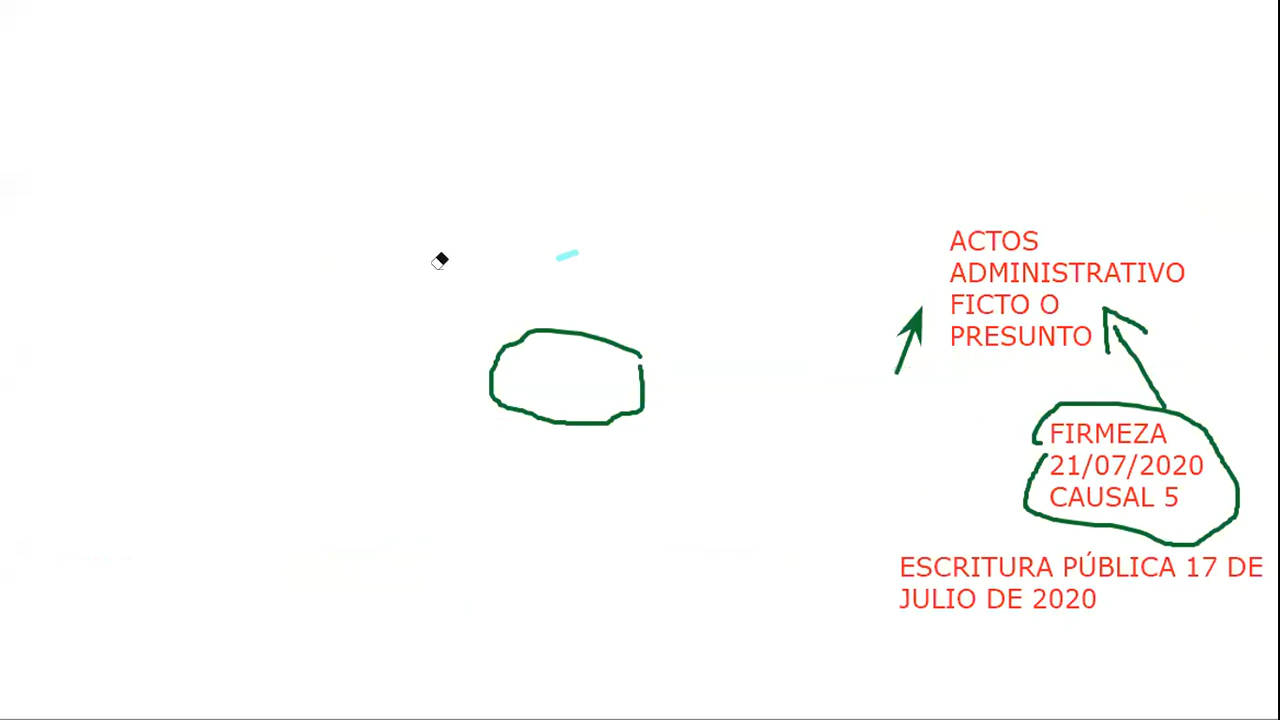 ACTOS
ADMINISTRATIVO
FICTO O
PRESUNTO
FIRMEZA
21/07/2020
CAUSAL 5
ESCRITURA PÚBLICA 17 DE
JULIO DE 2020